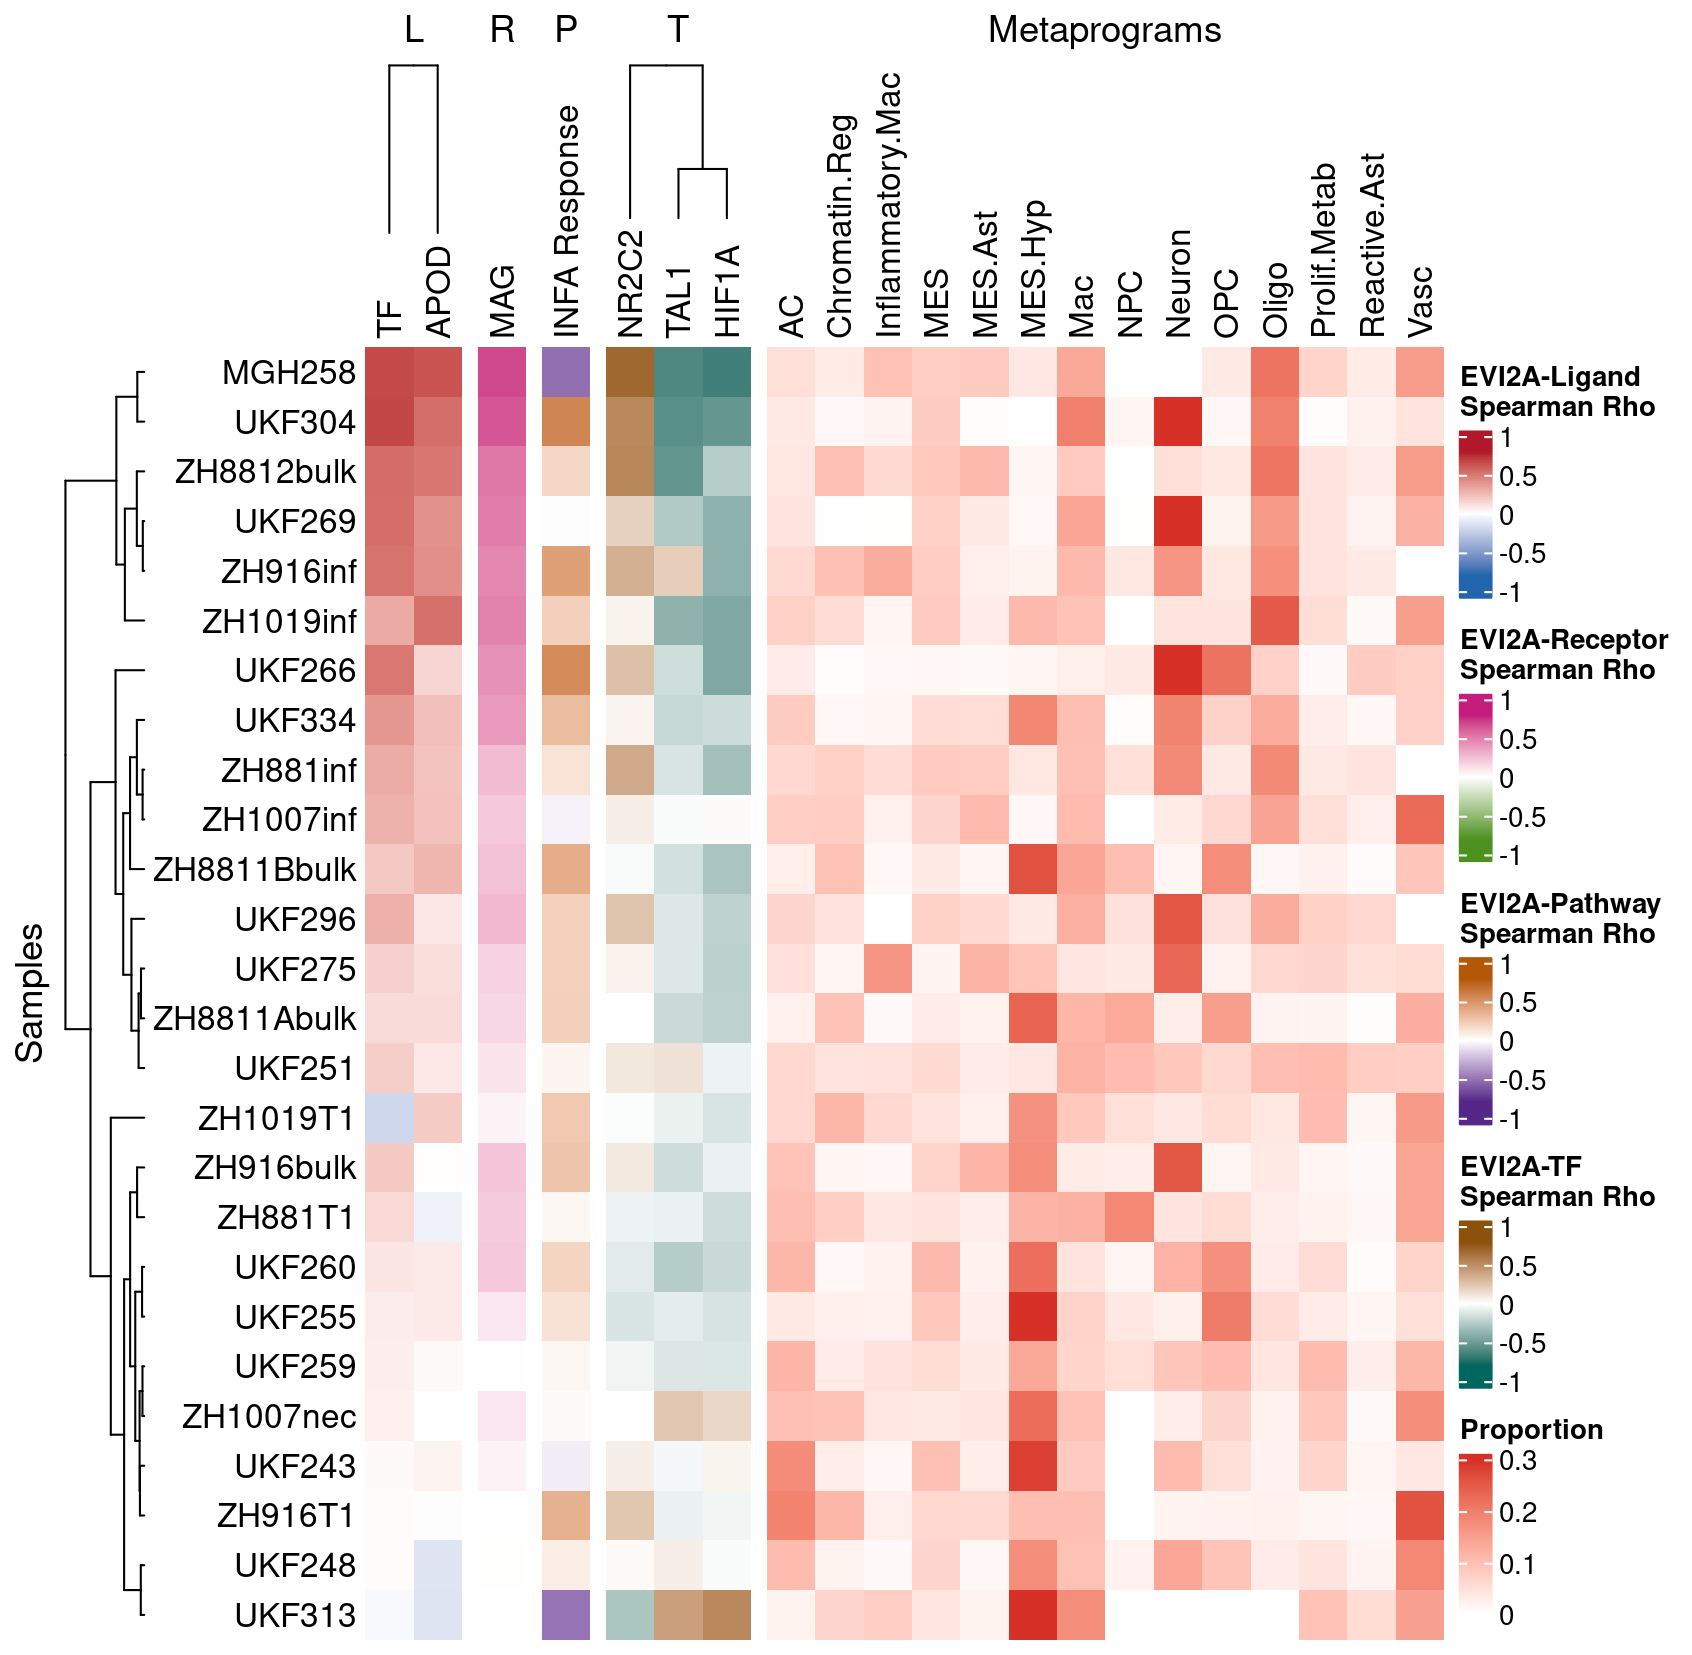 L R P T Metaprograms
TF
APOD
MAG
INFA Response
NR2C2
TAL1
HIF1A
AC
Chromatin.Reg
Inflammatory.Mac
MES
MES.Ast
MES.Hyp
Mac
NPC
Neuron
OPC
Oligo
Prolif.Metab
Reactive.Ast
Vasc
Samples
MGH258
UKF304
ZH8812bulk
UKF269
ZH916inf
ZH1019inf
UKF266
UKF334
ZH881inf
ZH1007inf
ZH8811Bbulk
UKF296
UKF275
ZH8811Abulk
UKF251
ZH1019T1
ZH916bulk
ZH881T1
UKF260
UKF255
UKF259
ZH1007nec
UKF243
ZH916T1
UKF248
UKF313
EVI2A-Ligand
Spearman Rho
1
0.5
0
-0.5
-1
EVI2A-Receptor
Spearman Rho
1
0.5
0
-0.5
-1
EVI2A-Pathway
Spearman Rho
1
0.5
0
-0.5
-1
EVI2A-TF
Spearman Rho
1
0.5
0
-0.5
-1
Proportion
0.3
0.2
0.1
0